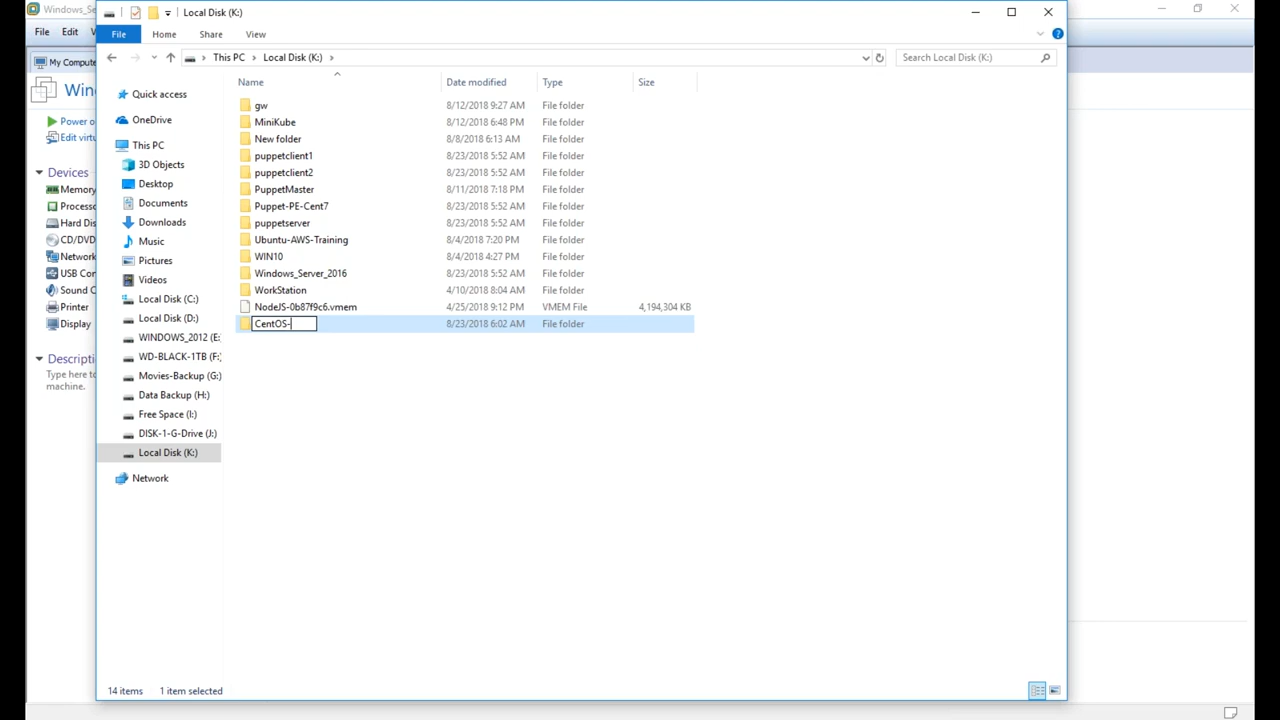 Windows_Se
Local Disk (K:)
File Edit V
File Home Share View
My Compute
This PC Local Disk (K:)
Search Local Disk (K:)
Win
Name Date modified Type Size
Quick access
OneDrive
This PC
3D Objects
Desktop
Documents
Downloads
Music
Pictures
Videos
Local Disk (C:)
Local Disk (D:)
WINDOWS_2012 (E:
WD-BLACK-1TB (F:)
Movies-Backup (G:)
Data Backup (H:)
Free Space (I:)
DISK-1-G-Drive (J:)
Local Disk (K:)
Network
gw 8/12/2018 9:27 AM File folder
MiniKube 8/12/2018 6:48 PM File folder
New folder 8/8/2018 6:13 AM File folder
puppetclient1 8/23/2018 5:52 AM File folder
puppetclient2 8/23/2018 5:52 AM File folder
PuppetMaster 8/11/2018 7:18 PM File folder
Puppet-PE-Cent7 8/23/2018 5:52 AM File folder
puppetserver 8/23/2018 5:52 AM File folder
Ubuntu-AWS-Training 8/4/2018 7:20 PM File folder
WIN10 8/4/2018 4:27 PM File folder
Windows_Server_2016 8/23/2018 5:52 AM File folder
WorkStation 4/10/2018 8:04 AM File folder
NodeJS-0b87f9c6.vmem 4/25/2018 9:12 PM VMEM File 4,194,304 KB
CentOS- 8/23/2018 6:02 AM File folder
Power o
Edit virtu
Devices
Memory
Processo
Hard Dis
CD/DVD
Network
USB Con
Sound C
Printer
Display
Descripti
Type here to
machine.
14 items 1 item selected